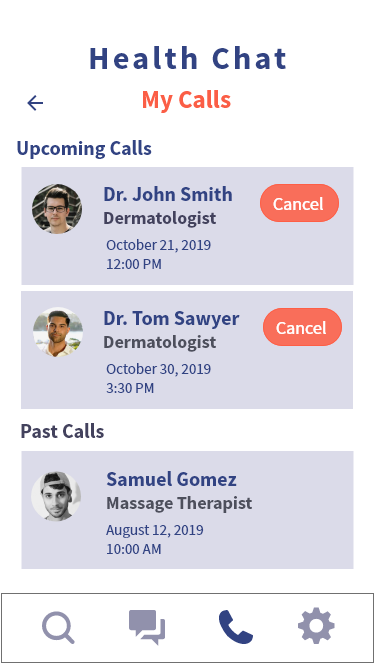 Health Chat
My Calls
Upcoming Calls
Dr. John Smith
Cancel
Dermatologist
October 21, 2019
12:00 PM
Dr. Tom Sawyer
Cancel
Dermatologist
October 30, 2019
3:30 PM
Past Calls
Samuel Gomez
Massage Therapist
August 12, 2019
10:00 AM